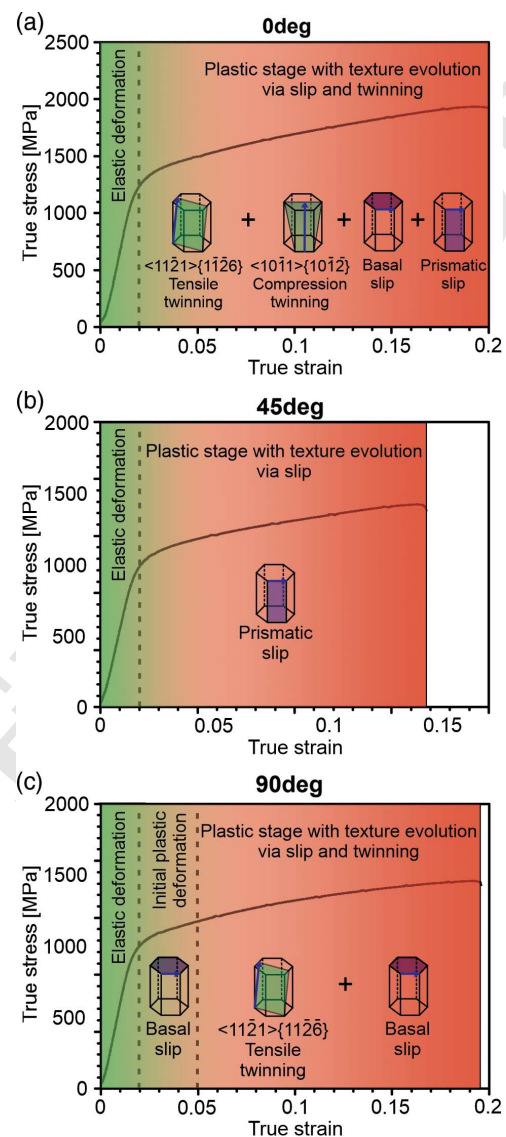 (a)
0deg
True stress [MPa]
2500
2000
1500
1000
500
0
Elastic deformation
Plastic stage with texture evolution
via slip and twinning
+
+
+
<112̄1>{11̄2̄6}
Tensile
twinning
<101̄1>{101̄2̄}
Compression
twinning
Basal
slip
Prismatic
slip
0
0.05
0.1
0.15
0.2
True strain
(b)
45deg
True stress [MPa]
2000
1500
1000
500
0
Elastic deformation
Plastic stage with texture evolution
via slip
Prismatic
slip
0
0.05
0.1
0.15
True strain
(c)
90deg
True stress [MPa]
2000
1500
1000
500
0
Elastic deformation
Initial plastic
deformation
Plastic stage with texture evolution
via slip and twinning
Basal
slip
<112̄1>{112̄6̄}
Tensile
twinning
+
Basal
slip
0
0.05
0.1
0.15
0.2
True strain